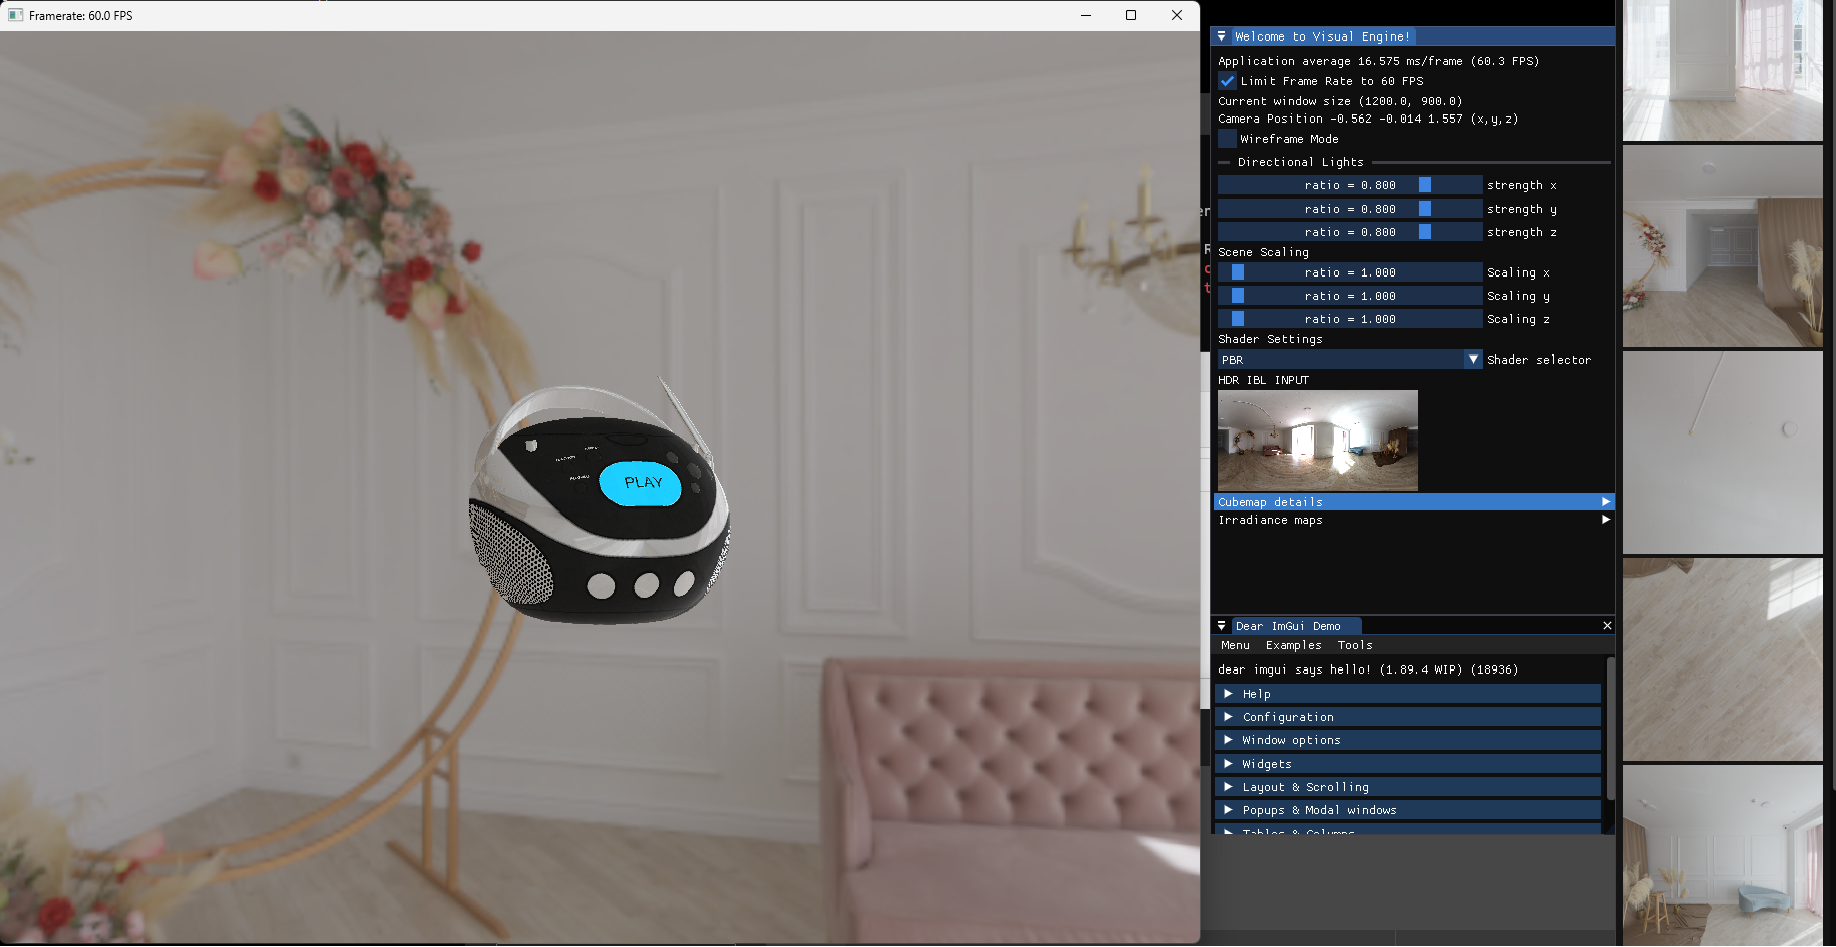 Framerate: 60.0 FPS
PLAY
Welcome to Visual Engine!
Application average 16.575 ms/frame (60.3 FPS)
Limit Frame Rate to 60 FPS
Current window size (1200.0, 900.0)
Camera Position -0.562 -0.014 1.557 (x,y,z)
Wireframe Mode
Directional Lights
ratio = 0.800 strength x
ratio = 0.800 strength y
ratio = 0.800 strength z
Scene Scaling
ratio = 1.000 Scaling x
ratio = 1.000 Scaling y
ratio = 1.000 Scaling z
Shader Settings
PBR Shader selector
HDR IBL INPUT
Cubemap details
Irradiance maps
Dear ImGui Demo
Menu Examples Tools
dear imgui says hello! (1.89.4 WIP) (18936)
Help
Configuration
Window options
Widgets
Layout & Scrolling
Popups & Modal windows
Tables & Columns